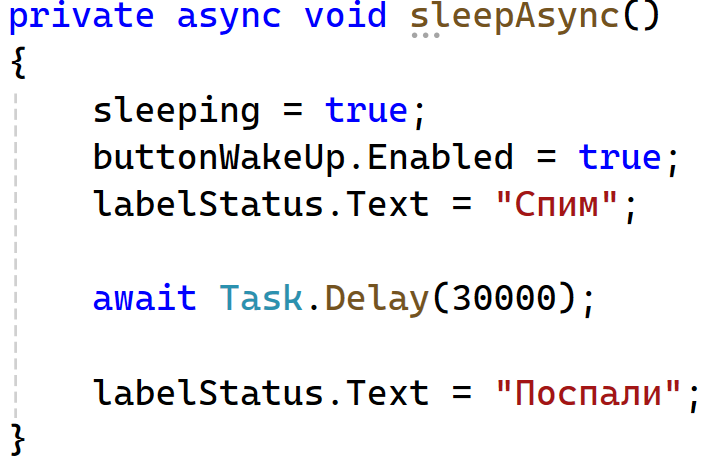 private async void sleepAsync()
{
sleeping = true;
buttonWakeUp.Enabled = true;
labelStatus.Text = "Спим";
await Task.Delay(30000);
labelStatus.Text = "Поспали";
}